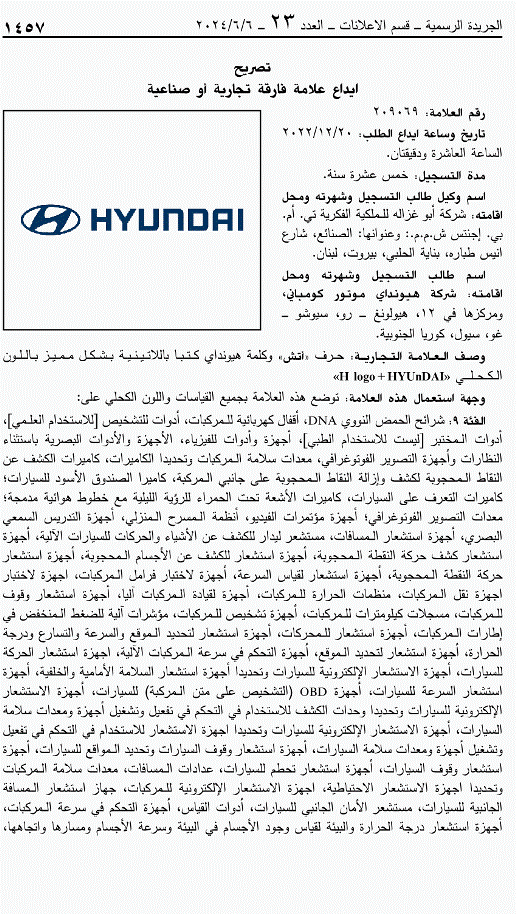 الجريدة الرسمية ــ قسم الاعلانات ــ العدد ٢٣ ــ ٢٠٢٤/٦/٦
١٤٥٧
تصريح
ايداع علامة فارقة تجارية أو صناعية
رقم العلامة: ٢٠٩٠٦٩
تاريخ وساعة ايداع الطلب: ٢٠٢٢/١٢/٢٠
الساعة العاشرة ودقيقتان.
مدة التسجيل: خمس عشرة سنة.
اسم وكيل طالب التسجيل وشهرته ومحل
اقامته: شركة أبو غزاله للملكية الفكرية تي. أم.
بي. إجنتس ش.م.م.: وعنوانها: الصنائع، شارع
انيس طباره، بناية الحلبي، بيروت، لبنان.
اسم طالب التسجيل وشهرته ومحل
اقامته: شركة هيونداي موتور كومباني،
ومركزها في ١٢، هيولونغ ــ رو، سيوشو ــ
غو، سيول، كوريا الجنوبية.
HYUNDAI
وصف العلامة التجارية: حرف «اتش» وكلمة هيونداي كتبا باللاتينية بشكل مميز باللون
الكحلي «H logo + HYUnDAI»
وجهة استعمال هذه العلامة: توضع هذه العلامة بجميع القياسات واللون الكحلي على:
الفئة ٩: شرائح الحمض النووي DNA، أقفال كهربائية للمركبات، أدوات للتشخيص [للاستخدام العلمي]،
أدوات المختبر [ليست للاستخدام الطبي]، أجهزة وأدوات للفيزياء، الأجهزة والأدوات البصرية باستثناء
النظارات وأجهزة التصوير الفوتوغرافي، معدات سلامة المركبات وتحديدا الكاميرات، كاميرات الكشف عن
النقاط المحجوبة لكشف وإزالة النقاط المحجوبة على جانبي المركبة، كاميرا الصندوق الأسود للسيارات؛
كاميرات التعرف على السيارات، كاميرات الأشعة تحت الحمراء للرؤية الليلية مع خطوط هوائية مدمجة؛
معدات التصوير الفوتوغرافي؛ أجهزة مؤتمرات الفيديو، أنظمة المسرح المنزلي، أجهزة التدريس السمعي
البصري، أجهزة استشعار المسافات، مستشعر ليدار للكشف عن الأشياء والحركات للسيارات الآلية، أجهزة
استشعار كشف حركة النقطة المحجوبة، أجهزة استشعار للكشف عن الأجسام المحجوبة، أجهزة استشعار
حركة النقطة المحجوبة، أجهزة استشعار لقياس السرعة، أجهزة لاختبار فرامل المركبات، اجهزة لاختبار
اجهزة نقل المركبات، منظمات الحرارة للمركبات، أجهزة لقيادة المركبات آليا، أجهزة استشعار وقوف
للمركبات، مسجلات كيلومترات للمركبات، أجهزة تشخيص للمركبات، مؤشرات آلية للضغط المنخفض في
إطارات المركبات، أجهزة استشعار للمحركات، أجهزة استشعار لتحديد الموقع والسرعة والتسارع ودرجة
الحرارة، أجهزة استشعار لتحديد الموقع، أجهزة التحكم في سرعة المركبات الآلية، اجهزة استشعار الحركة
للسيارات، أجهزة الاستشعار الإلكترونية للسيارات وتحديدا أجهزة استشعار السلامة الأمامية والخلفية، أجهزة
استشعار السرعة للسيارات، أجهزة OBD (التشخيص على متن المركبة) للسيارات، أجهزة الاستشعار
الإلكترونية للسيارات وتحديدا وحدات الكشف للاستخدام في التحكم في تفعيل وتشغيل أجهزة ومعدات سلامة
السيارات، أجهزة الاستشعار الإلكترونية للسيارات وتحديدا اجهزة الاستشعار للاستخدام في التحكم في تفعيل
وتشغيل أجهزة ومعدات سلامة السيارات، أجهزة استشعار وقوف السيارات وتحديد المواقع للسيارات، أجهزة
استشعار وقوف السيارات، أجهزة استشعار تحطم للسيارات، عدادات المسافات، معدات سلامة المركبات
وتحديدا اجهزة الاستشعار الاحتياطية، اجهزة الاستشعار الإلكترونية للمركبات، جهاز استشعار المسافة
الجانبية للسيارات، مستشعر الأمان الجانبي للسيارات، أدوات القياس، أجهزة التحكم في سرعة المركبات،
أجهزة استشعار درجة الحرارة والبيئة لقياس وجود الأجسام في البيئة وسرعة الأجسام ومسارها واتجاهها،